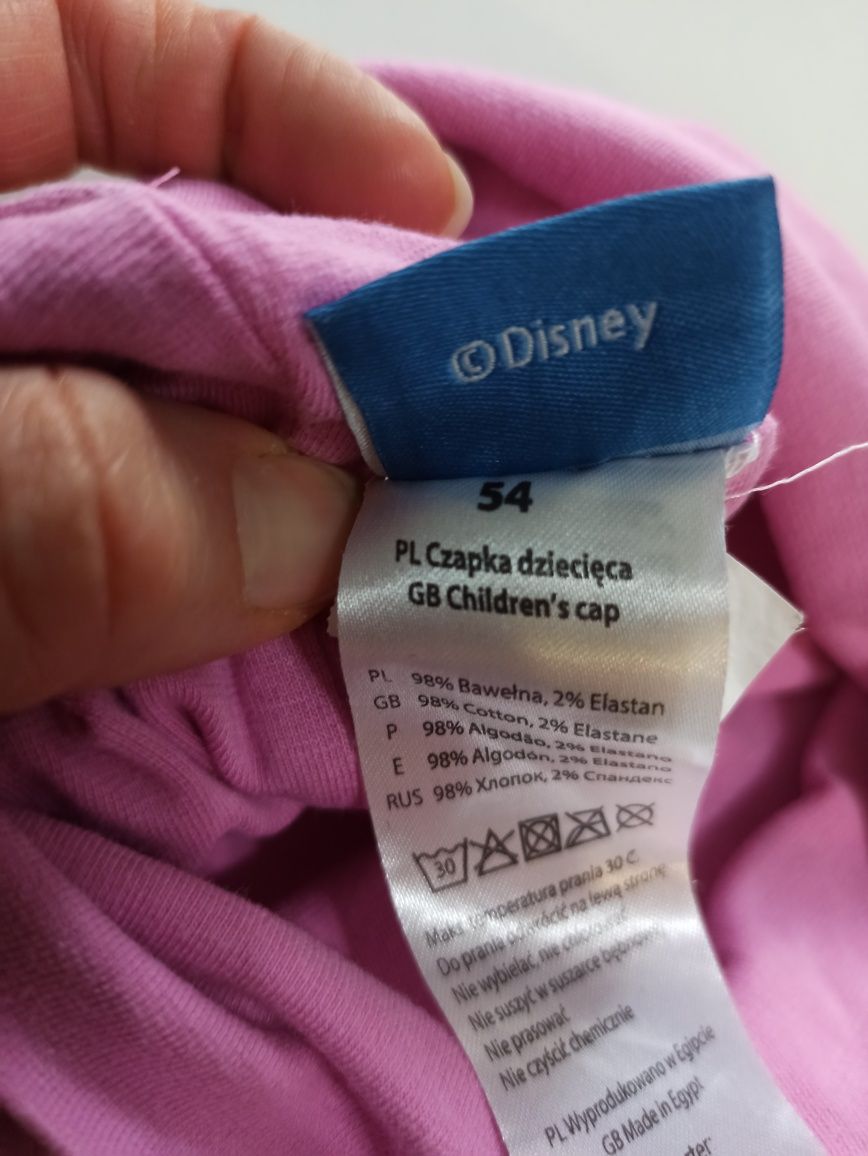 ©Disney
54
PL Czapka dziecięca
GB Children's cap
PL 98% Bawełna, 2% Elastan
GB 98% Cotton, 2% Elastane
P 98% Algodão, 2% Elastano
E 98% Algodón, 2% Elastano
RUS 98% Хлопок, 2% Спандекс
30
Maks. temperatura prania 30 C.
Do prania odwrócić na lewą stronę
Nie wybielać, nie chlorować
Nie suszyć w suszarce bębnowej
Nie prasować
Nie czyścić chemicznie
PL Wyprodukowano w Egipcie
GB Made in Egypt